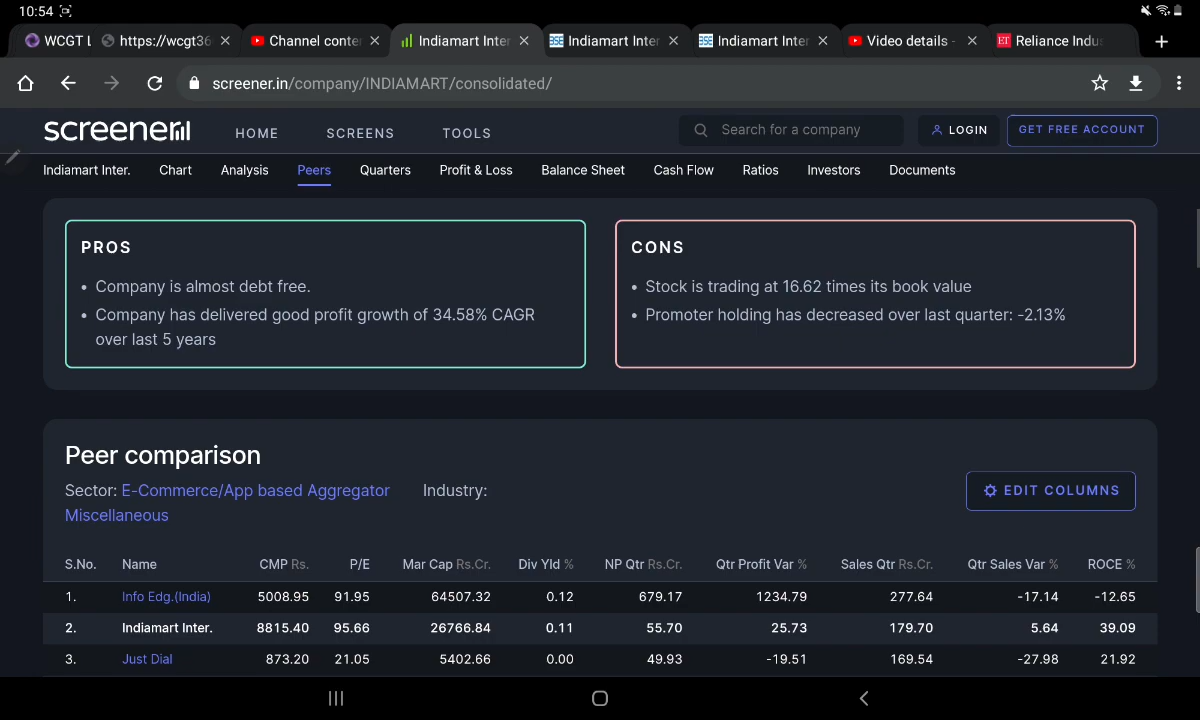 10:54
WCGT L https://wcgt36 Channel conter Indiamart Inter Indiamart Inter Indiamart Inter Video details - Reliance Indus
screener.in/company/INDIAMART/consolidated/
screener HOME SCREENS TOOLS Search for a company LOGIN GET FREE ACCOUNT
Indiamart Inter. Chart Analysis Peers Quarters Profit & Loss Balance Sheet Cash Flow Ratios Investors Documents
PROS
• Company is almost debt free.
• Company has delivered good profit growth of 34.58% CAGR
over last 5 years
CONS
• Stock is trading at 16.62 times its book value
• Promoter holding has decreased over last quarter: -2.13%
Peer comparison
Sector: E-Commerce/App based Aggregator Industry:
Miscellaneous
EDIT COLUMNS
S.No. Name CMP Rs. P/E Mar Cap Rs.Cr. Div Yld % NP Qtr Rs.Cr. Qtr Profit Var % Sales Qtr Rs.Cr. Qtr Sales Var % ROCE %
1. Info Edg.(India) 5008.95 91.95 64507.32 0.12 679.17 1234.79 277.64 -17.14 -12.65
2. Indiamart Inter. 8815.40 95.66 26766.84 0.11 55.70 25.73 179.70 5.64 39.09
3. Just Dial 873.20 21.05 5402.66 0.00 49.93 -19.51 169.54 -27.98 21.92